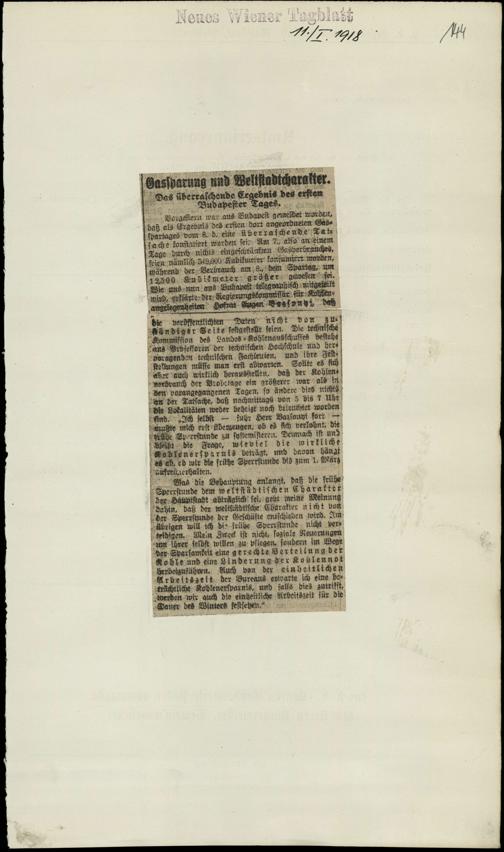 Neues Wiener Tagblatt
11./I. 1918
144
Gassparung und Weltstadtcharakter.
Das überraschende Ergebnis des ersten
Budapester Tages.
Vorgestern war aus Budapest gemeldet worden,
daß als Ergebnis des ersten dort angeordneten Gas-
spartages vom 8. d. eine überraschende Tat-
sache konstatiert worden sei: Am 7., also an einem
Tage durch nichts eingeschränkten Gasverbrauches,
seien nämlich Kubikmeter konsumiert worden,
während der Verbrauch am 8., dem Spartag, um
12.500 Kubikmeter größer gewesen sei.
Wie uns nun aus Budapest telegraphisch mitgeteilt
wird, erklärte der Regierungskommissär für Kohlen-
angelegenheiten Hofrat Eugen Vazsonyi, daß
die veröffentlichten Daten nicht von zu-
ständiger Seite festgestellt seien. Die technische
Kommission des Landes-Kohlenausschusses bestehe
aus Professoren der technischen Hochschule und her-
vorragenden technischen Fachleuten, und ihre Fest-
stellungen müsse man erst abwarten. Sollte es sich
aber auch wirklich herausstellen, daß der Kohlen-
verbrauch der Probetage ein größerer war als in
den vorangegangenen Tagen, so ändere dies nichts
an der Tatsache, daß nachmittags von 5 bis 7 Uhr
die Lokalitäten weder beheizt noch beleuchtet worden
sind. „Ich selbst — fuhr Herr Vazsonyi fort —
mußte mich erst überzeugen, ob es sich verlohnt, die
frühe Sperrstunde zu systemisieren. Demnach ist und
bleibt die Frage, wieviel die wirkliche
Kohlenersparnis beträgt, und davon hängt
es ab, ob wir die frühe Sperrstunde bis zum 1. März
aufrechterhalten.
Was die Behauptung anlangt, daß die frühe
Sperrstunde dem weltstädtischen Charakter
der Hauptstadt abträglich sei, geht meine Meinung
dahin, daß der weltstädtische Charakter nicht von
der Sperrstunde der Geschäfte entschieden wird. Im
übrigen will ich die frühe Sperrstunde nicht ver-
teidigen. Mein Zweck ist nicht, soziale Neuerungen
um ihrer selbst willen zu pflegen, sondern im Wege
der Sparsamkeit eine gerechte Verteilung der
Kohle und eine Linderung der Kohlennot
herbeizuführen. Auch von der einheitlichen
Arbeitszeit der Bureaus erwarte ich eine be-
trächtliche Kohlenersparnis, und falls dies zutrifft,
werden wir auch die einheitliche Arbeitszeit für die
Dauer des Winters festsetzen."